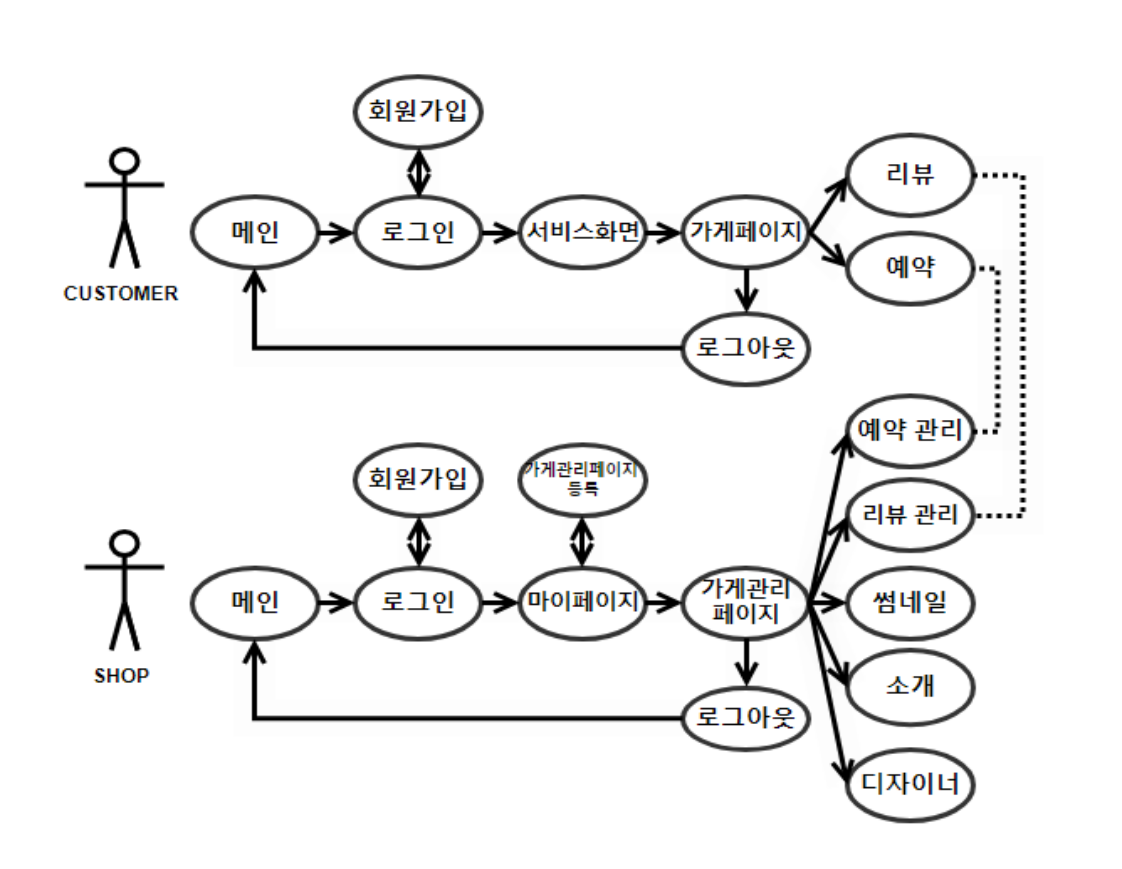 회원가입
메인
로그인
서비스화면
가게페이지
리뷰
예약
CUSTOMER
로그아웃
예약 관리
리뷰 관리
회원가입
가게관리페이지
등록
메인
로그인
마이페이지
가게관리
페이지
썸네일
소개
디자이너
SHOP
로그아웃